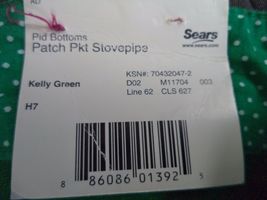 Pid Bottoms
Patch Pkt Stovepipe
Sears
www.sears.com
KSN#: 70432047-2
Kelly Green D02 M11704 003
Line 62 CLS 627
H7
8 86086 01392 5